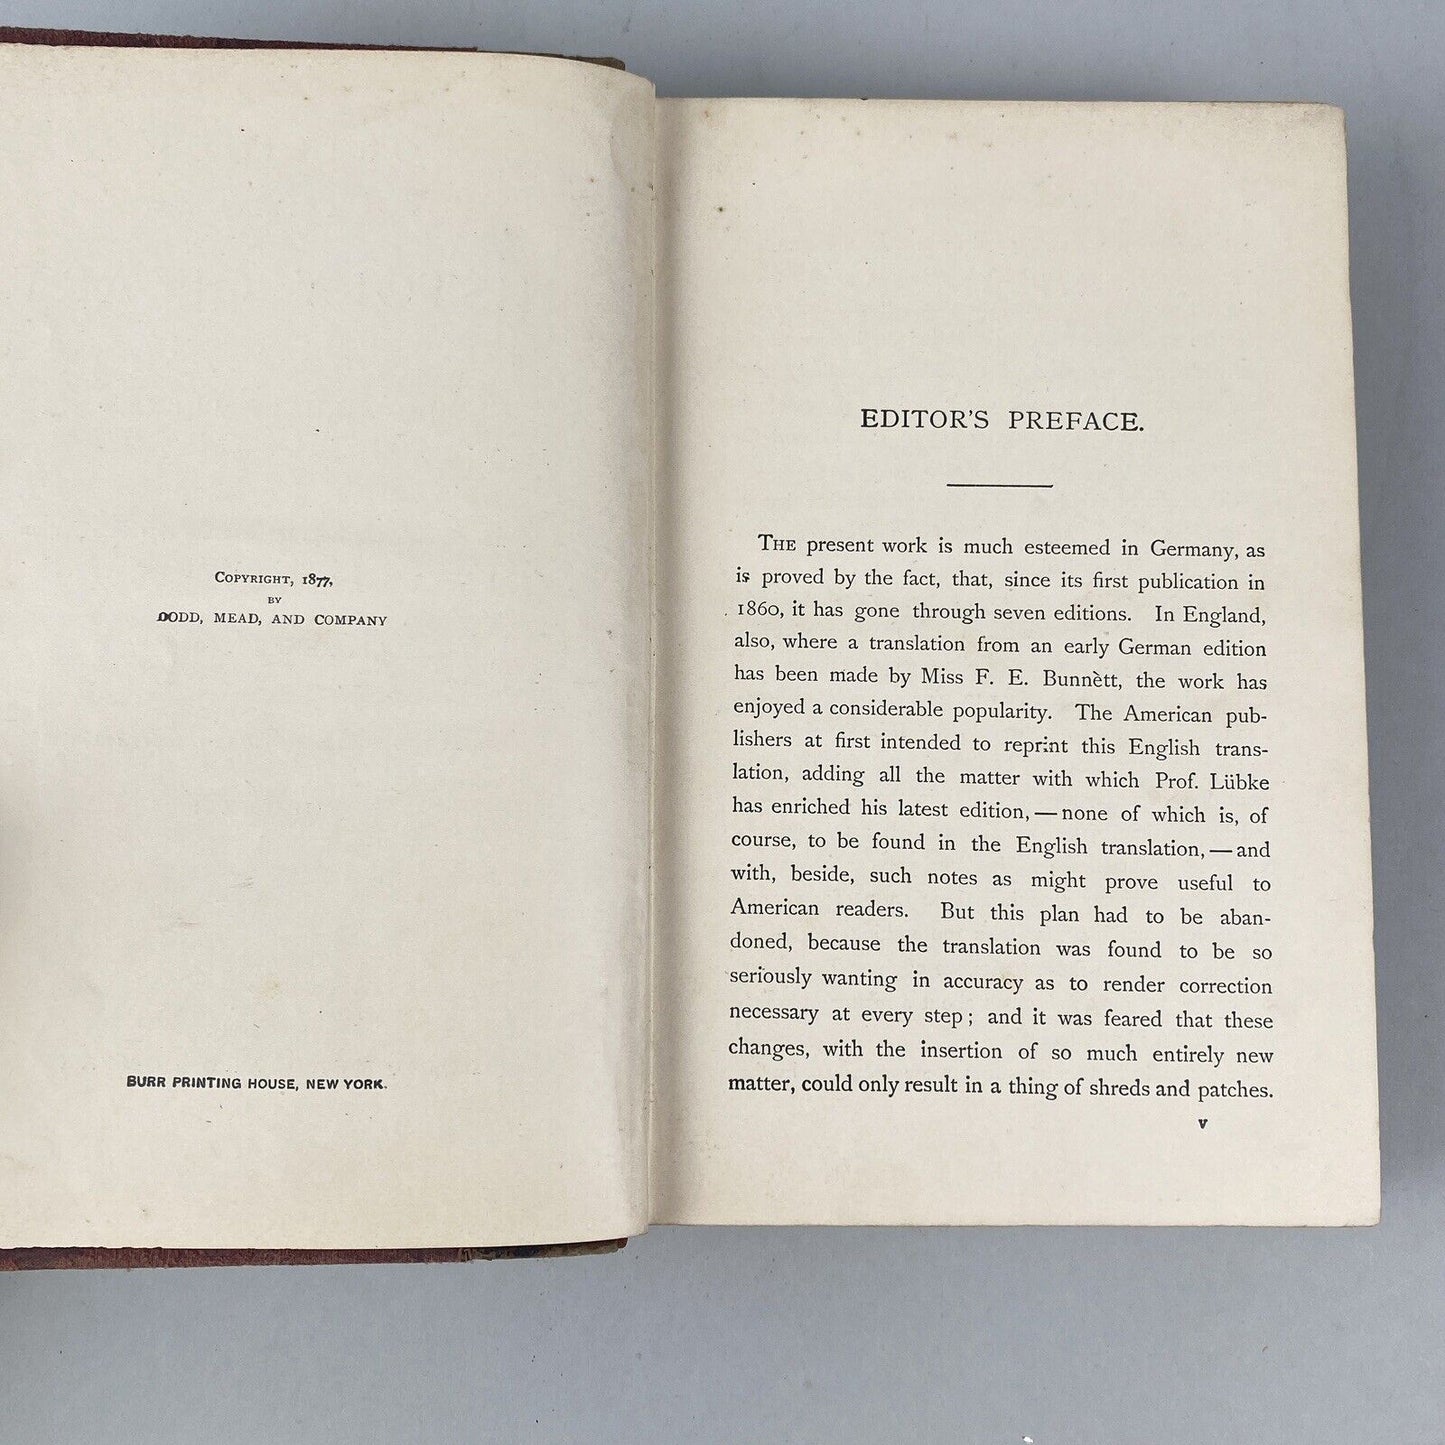 COPYRIGHT, 1877,
BY
DODD, MEAD, AND COMPANY
BURR PRINTING HOUSE, NEW YORK.
EDITOR'S PREFACE.
THE present work is much esteemed in Germany, as
is proved by the fact, that, since its first publication in
1860, it has gone through seven editions. In England,
also, where a translation from an early German edition
has been made by Miss F. E. Bunnètt, the work has
enjoyed a considerable popularity. The American pub-
lishers at first intended to reprint this English trans-
lation, adding all the matter with which Prof. Lübke
has enriched his latest edition, — none of which is, of
course, to be found in the English translation, — and
with, beside, such notes as might prove useful to
American readers. But this plan had to be aban-
doned, because the translation was found to be so
seriously wanting in accuracy as to render correction
necessary at every step; and it was feared that these
changes, with the insertion of so much entirely new
matter, could only result in a thing of shreds and patches.
v